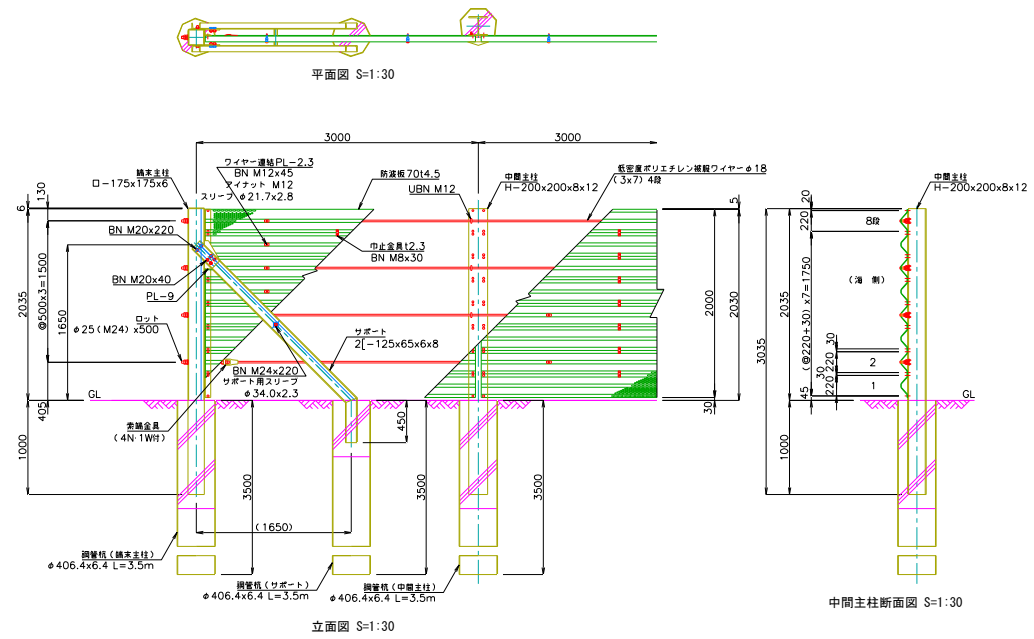 平面図 S=1:30
3000
3000
端末主柱
ロ-175x175x6
ワイヤー連結PL-2.3
BN M12x45
アイナット M12
スリーブ φ21.7x2.8
防波板70t4.5
UBN M12
中間主柱
H-200x200x8x12
低密度ポリエチレン被服ワイヤーφ18
(3x7) 4段
BN M20x220
中止金具t2.3
BN M8x30
BN M20x40
PL-9
ロット
φ25(M24)x500
サポート
2[-125x65x6x8
BN M24x220
サポート用スリーブ
φ34.0x2.3
索端金具
(4N·1W付)
GL
6
130
2035
@500x3=1500
1650
405
1000
450
3500
3500
3500
(1650)
5
2000
2030
30
鋼管杭(端末主柱)
φ406.4x6.4 L=3.5m
鋼管杭(サポート)
φ406.4x6.4 L=3.5m
鋼管杭(中間主柱)
φ406.4x6.4 L=3.5m
立面図 S=1:30
中間主柱
H-200x200x8x12
20
220
8段
(@220+30)x7=1750
(海 側)
2035
3035
30
220
2
30
220
1
45
GL
1000
中間主柱断面図 S=1:30